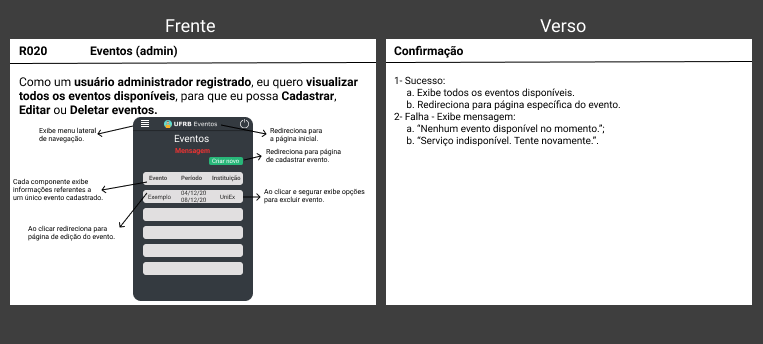 Frente
Verso
R020 Eventos (admin)
Como um usuário administrador registrado, eu quero visualizar
todos os eventos disponíveis, para que eu possa Cadastrar,
Editar ou Deletar eventos.
Exibe menu lateral
de navegação.
UFRB Eventos
Redireciona para
a página inicial.
Eventos
Mensagem
Criar novo
Redireciona para página
de cadastrar evento.
Cada componente exibe
informações referentes a
um único evento cadastrado.
Evento Período Instituição
Exemplo 04/12/20 08/12/20 UniEx
Ao clicar e segurar exibe opções
para excluir evento.
Ao clicar redireciona para
página de edição do evento.
Confirmação
1- Sucesso:
a. Exibe todos os eventos disponíveis.
b. Redireciona para página específica do evento.
2- Falha - Exibe mensagem:
a. “Nenhum evento disponível no momento.”;
b. “Serviço indisponível. Tente novamente.”.